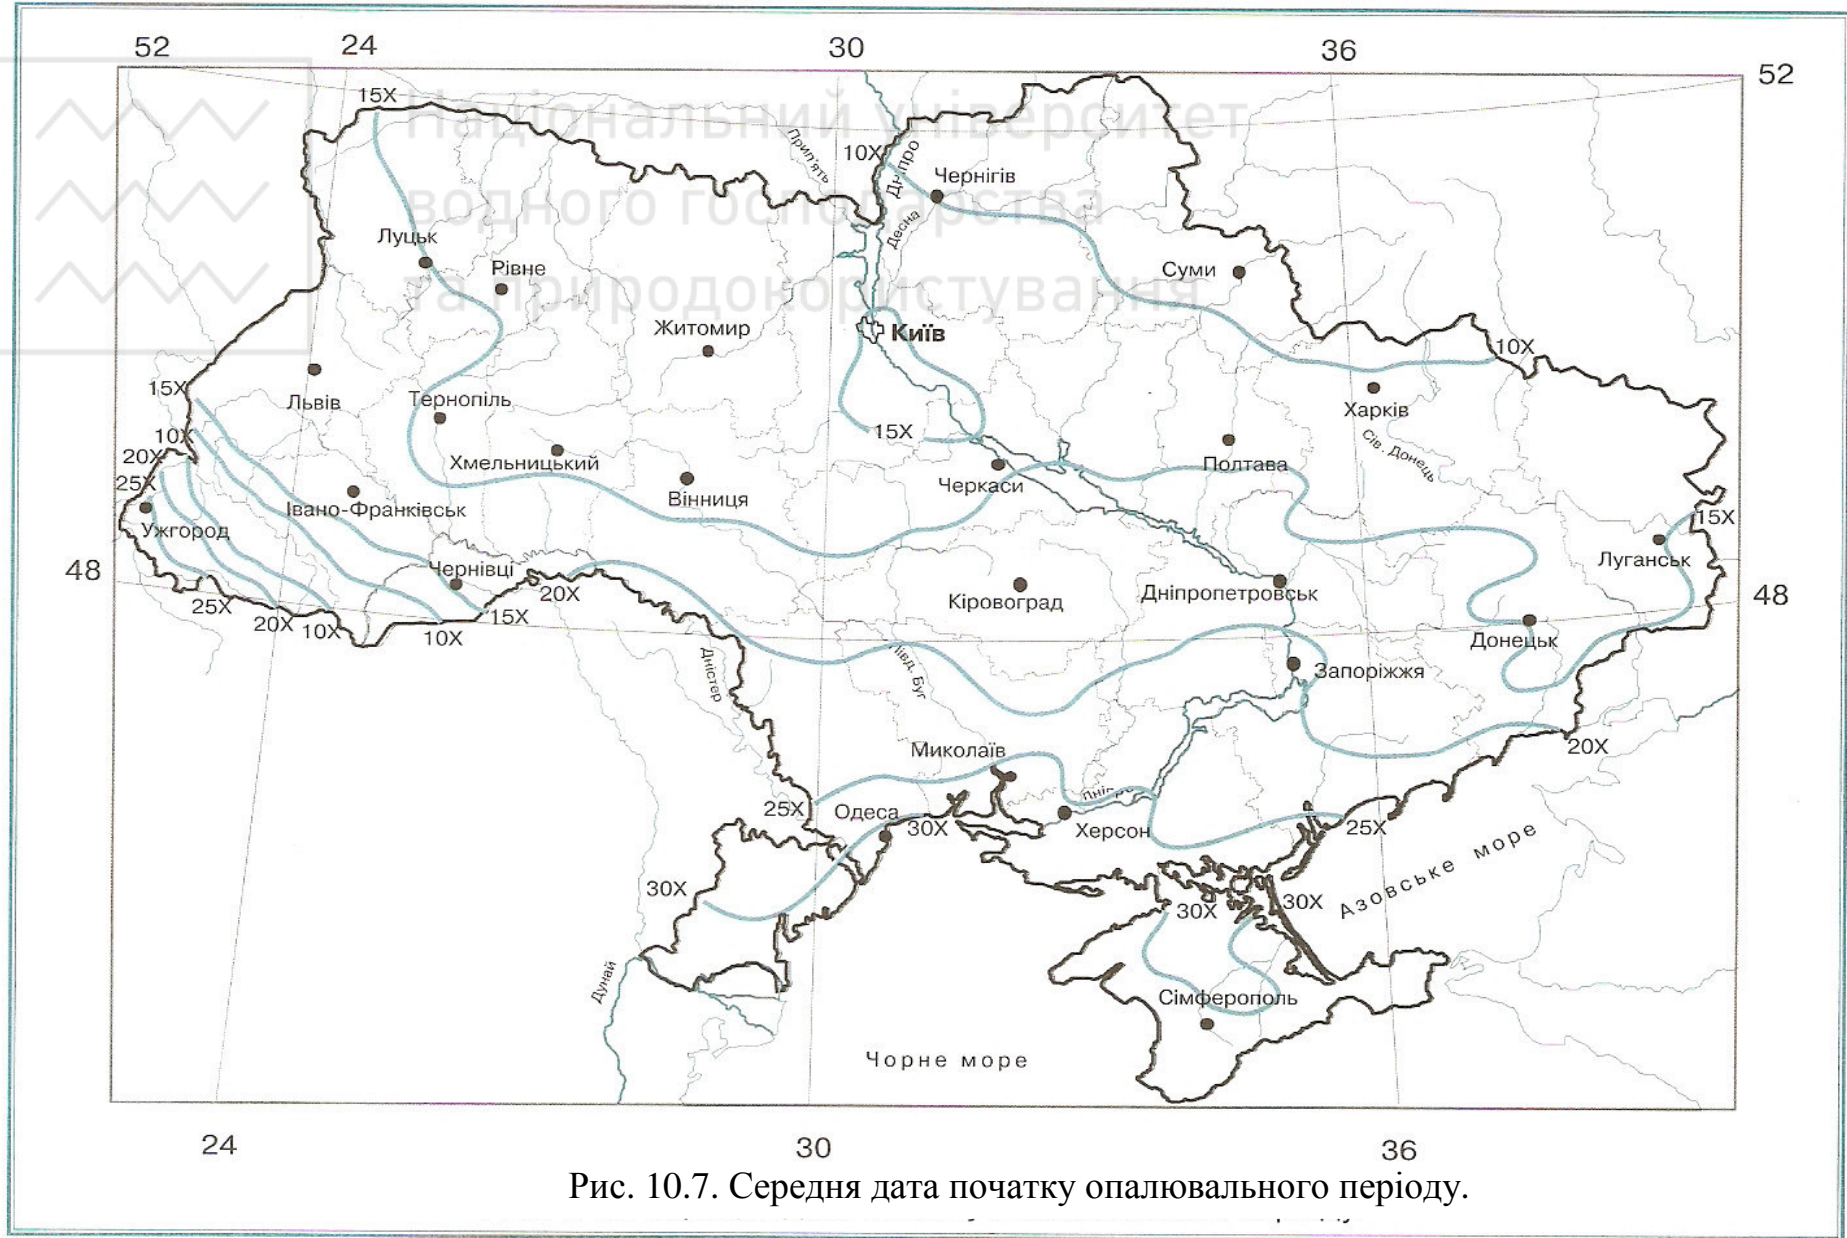 52 24 30 36
52
15X
Національний університет
10X
Прип'ять
Дніпро
Чернігів
водного господарства
Десна
Луцьк
Рівне
Суми
та природокористування
Житомир
Київ
10X
15X
Львів
Тернопіль
Харків
10X
15X
20X
Хмельницький
Полтава
Сів. Донець
25X
Вінниця
Черкаси
Івано-Франківськ
15X
Ужгород
Луганськ
48
Чернівці
20X
Кіровоград
Дніпропетровськ
48
25X
20X
10X
10X
15X
Донецьк
Дністер
Півд. Буг
Запоріжжя
Миколаїв
20X
25X
Одеса
30X
Херсон
25X
Азовське море
30X
30X
30X
Дунай
Сімферополь
Чорне море
24 30 36
Рис. 10.7. Середня дата початку опалювального періоду.